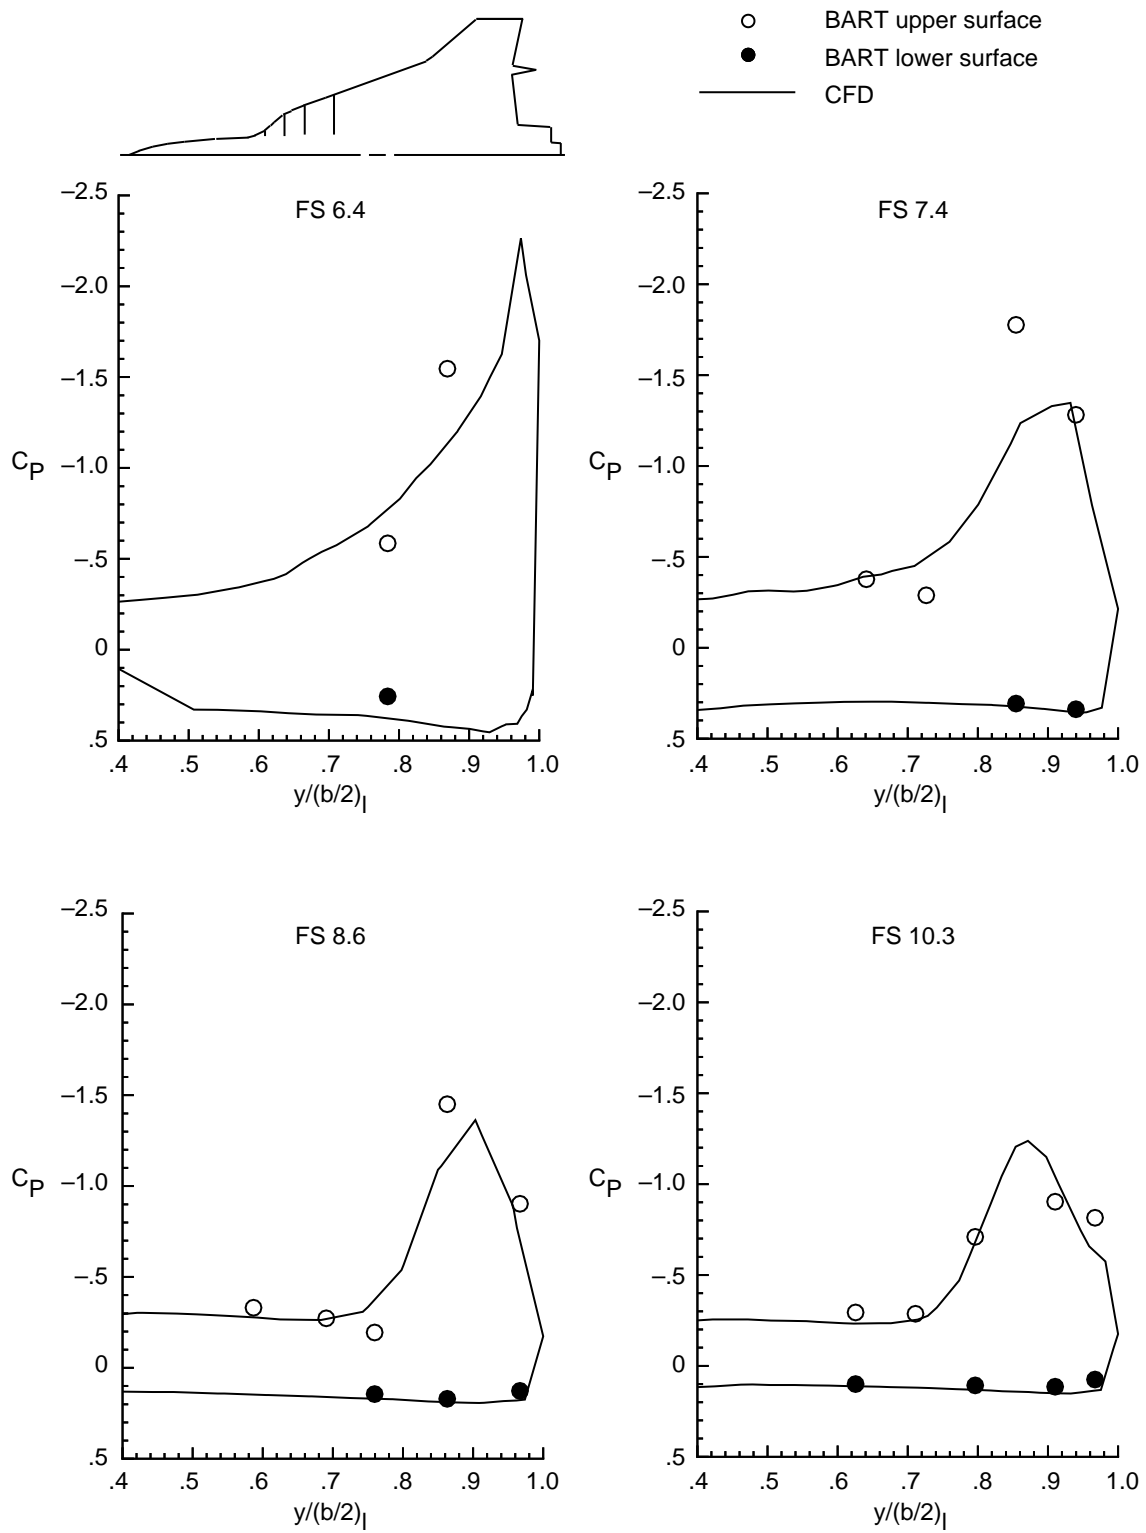 BART upper surface
BART lower surface
CFD
FS 6.4
–2.5
–2.0
–1.5
–1.0
–.5
0
.5
CP
.4 .5 .6 .7 .8 .9 1.0
y/(b/2)l
FS 7.4
–2.5
–2.0
–1.5
–1.0
–.5
0
.5
CP
.4 .5 .6 .7 .8 .9 1.0
y/(b/2)l
FS 8.6
–2.5
–2.0
–1.5
–1.0
–.5
0
.5
CP
.4 .5 .6 .7 .8 .9 1.0
y/(b/2)l
FS 10.3
–2.5
–2.0
–1.5
–1.0
–.5
0
.5
CP
.4 .5 .6 .7 .8 .9 1.0
y/(b/2)l